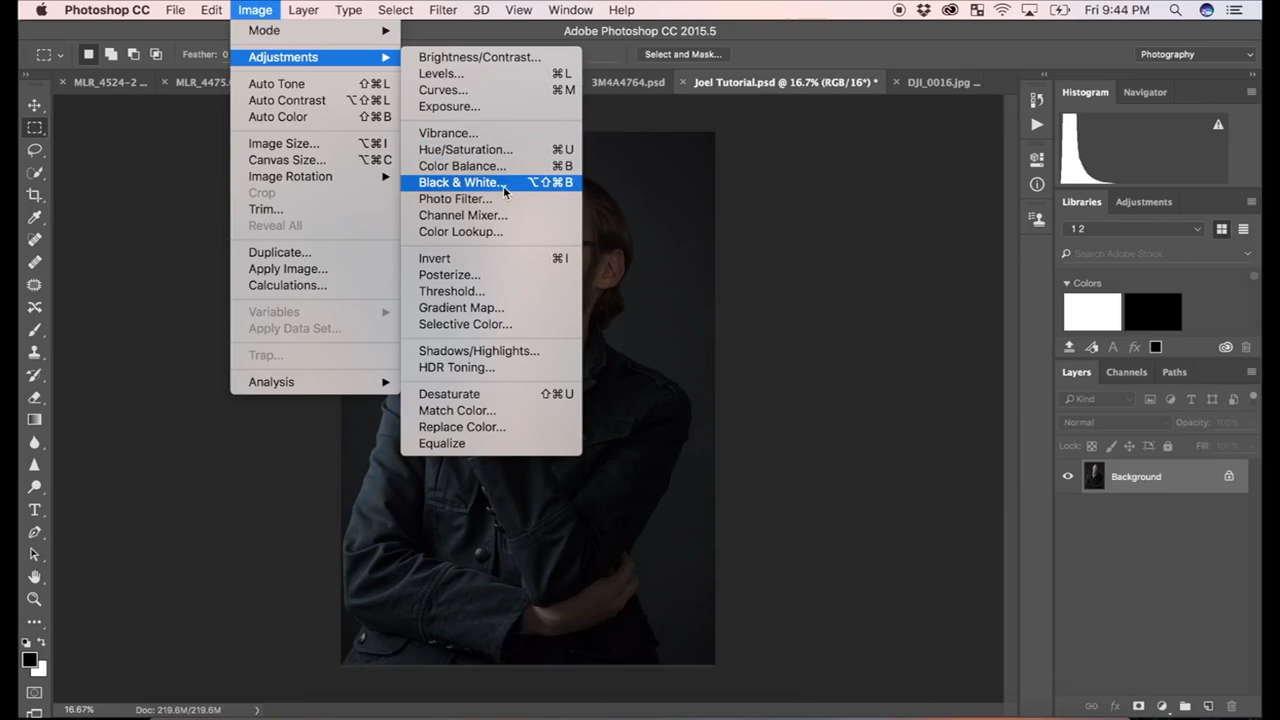 Photoshop CC File Edit Image Layer Type Select Filter 3D View Window Help Fri 9:44 PM
Adobe Photoshop CC 2015.5
Feather: 0 Select and Mask... Photography
× MLR_4524-2 ... × MLR_4475. 3M4A4764.psd × Joel Tutorial.psd @ 16.7% (RGB/16*) * × DJI_0016.jpg ...
Mode
Adjustments
Auto Tone ⇧⌘L
Auto Contrast ⌥⇧⌘L
Auto Color ⇧⌘B
Image Size... ⌥⌘I
Canvas Size... ⌥⌘C
Image Rotation
Crop
Trim...
Reveal All
Duplicate...
Apply Image...
Calculations...
Variables
Apply Data Set...
Trap...
Analysis
Brightness/Contrast...
Levels... ⌘L
Curves... ⌘M
Exposure...
Vibrance...
Hue/Saturation... ⌘U
Color Balance... ⌘B
Black & White... ⌥⇧⌘B
Photo Filter...
Channel Mixer...
Color Lookup...
Invert ⌘I
Posterize...
Threshold...
Gradient Map...
Selective Color...
Shadows/Highlights...
HDR Toning...
Desaturate ⇧⌘U
Match Color...
Replace Color...
Equalize
Histogram Navigator
Libraries Adjustments
1 2
Search Adobe Stock
Colors
Layers Channels Paths
Kind
Normal Opacity: 100%
Lock: Fill: 100%
Background
16.67% Doc: 219.6M/219.6M